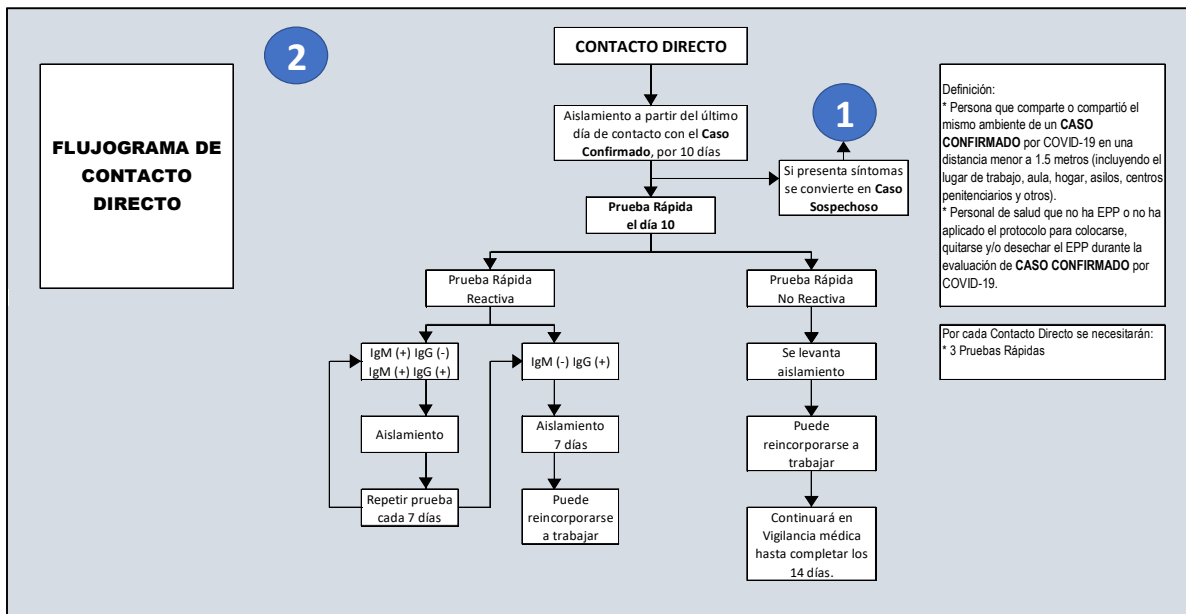 2
FLUJOGRAMA DE
CONTACTO
DIRECTO
CONTACTO DIRECTO
Aislamiento a partir del último
día de contacto con el Caso
Confirmado, por 10 días
1
Si presenta síntomas
se convierte en Caso
Sospechoso
Prueba Rápida
el día 10
Prueba Rápida
Reactiva
Prueba Rápida
No Reactiva
IgM (+) IgG (-)
IgM (+) IgG (+)
IgM (-) IgG (+)
Se levanta
aislamiento
Aislamiento
Aislamiento
7 días
Puede
reincorporarse a
trabajar
Repetir prueba
cada 7 días
Puede
reincorporarse
a trabajar
Continuará en
Vigilancia médica
hasta completar los
14 días.
Definición:
* Persona que comparte o compartió el
mismo ambiente de un CASO
CONFIRMADO por COVID-19 en una
distancia menor a 1.5 metros (incluyendo el
lugar de trabajo, aula, hogar, asilos, centros
penitenciarios y otros).
* Personal de salud que no ha EPP o no ha
aplicado el protocolo para colocarse,
quitarse y/o desechar el EPP durante la
evaluación de CASO CONFIRMADO por
COVID-19.
Por cada Contacto Directo se necesitarán:
* 3 Pruebas Rápidas